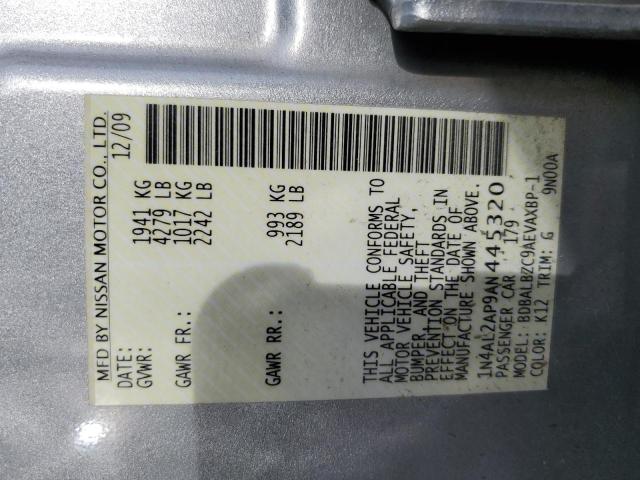 MFD BY NISSAN MOTOR CO., LTD.
DATE: 12/09
GVWR: 1941 KG
4279 LB
GAWR FR.: 1017 KG
2242 LB
GAWR RR.: 993 KG
2189 LB
THIS VEHICLE CONFORMS TO
ALL APPLICABLE FEDERAL
MOTOR VEHICLE SAFETY,
BUMPER, AND THEFT
PREVENTION STANDARDS IN
EFFECT ON THE DATE OF
MANUFACTURE SHOWN ABOVE.
1N4AL2AP9AN445320
PASSENGER CAR 179
MODEL: BDBALBZC9AEVAXBP-1
COLOR: K12 TRIM: G 9N00A